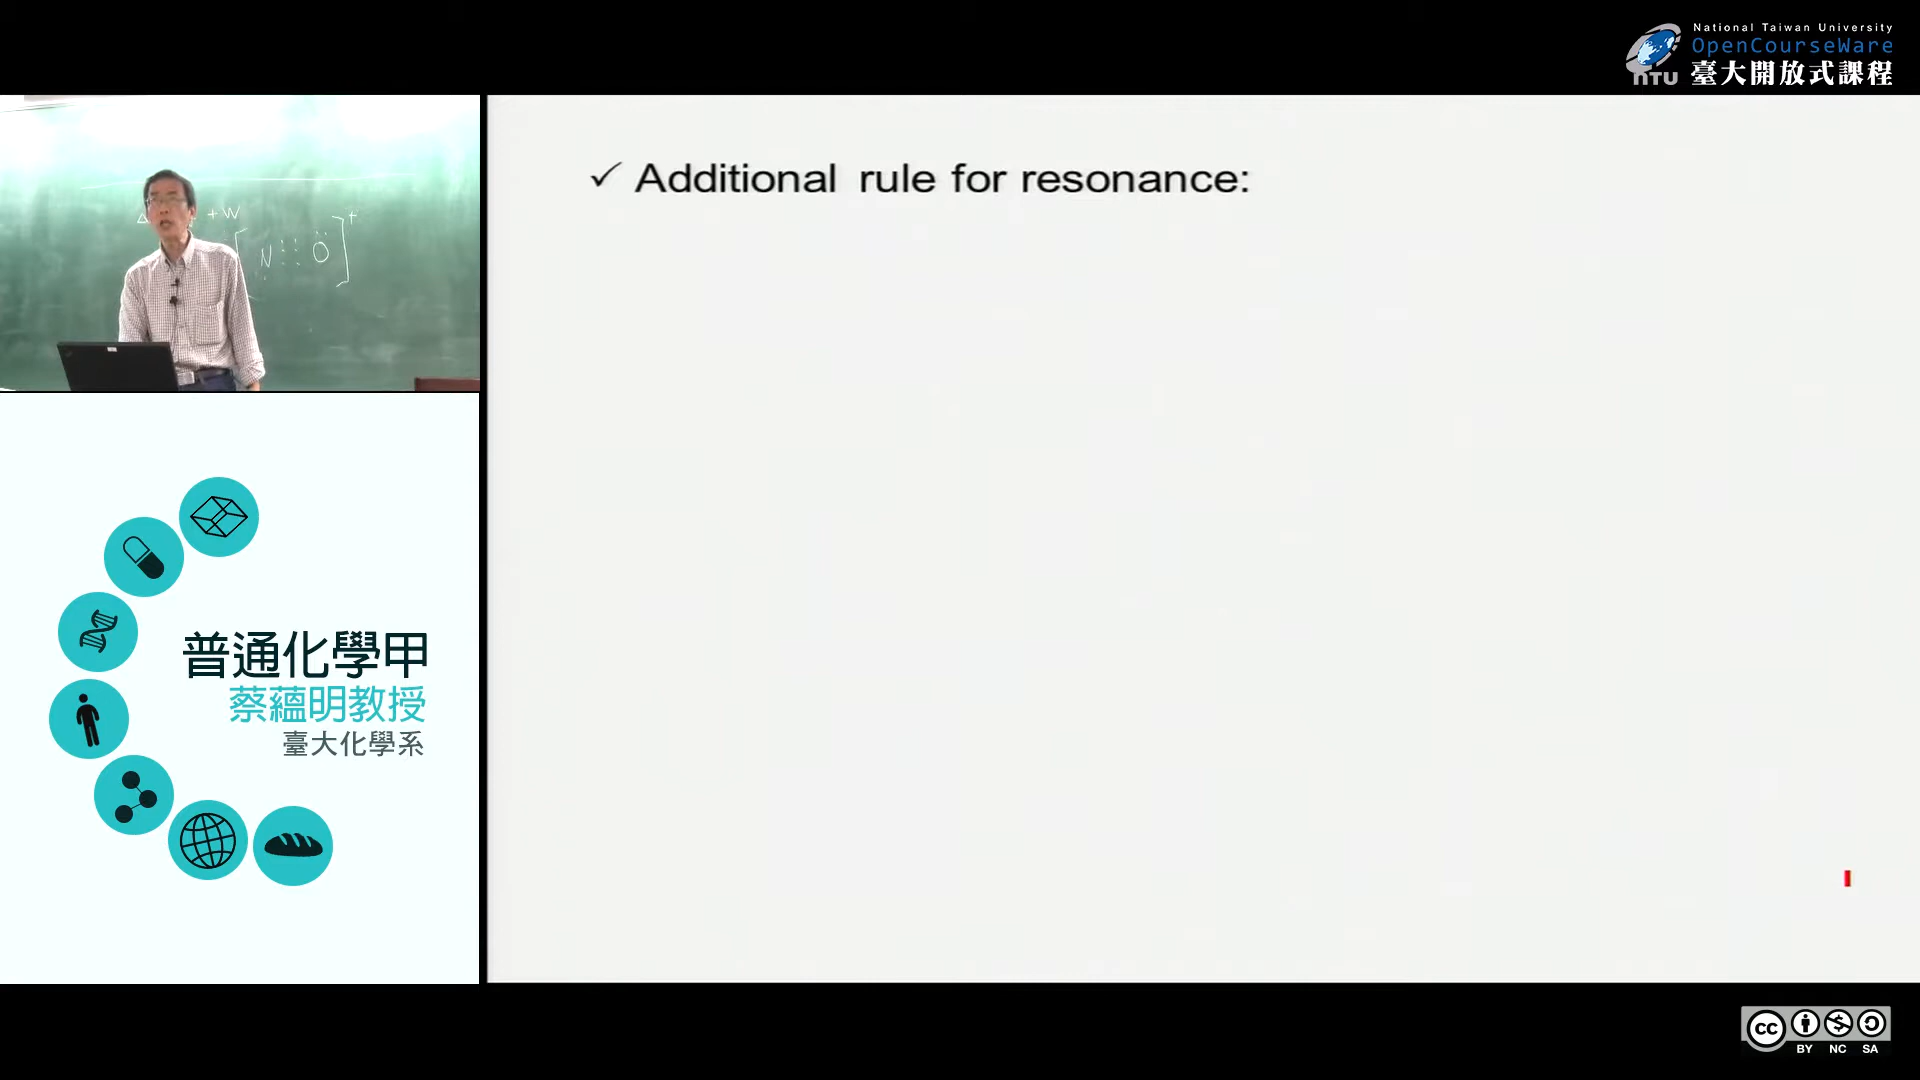 National Taiwan University
OpenCourseWare
NTU 臺大開放式課程
✓ Additional rule for resonance:
+W
[ N ⋮⋮ Ö ]+
普通化學甲
蔡蘊明教授
臺大化學系
cc
BY NC SA